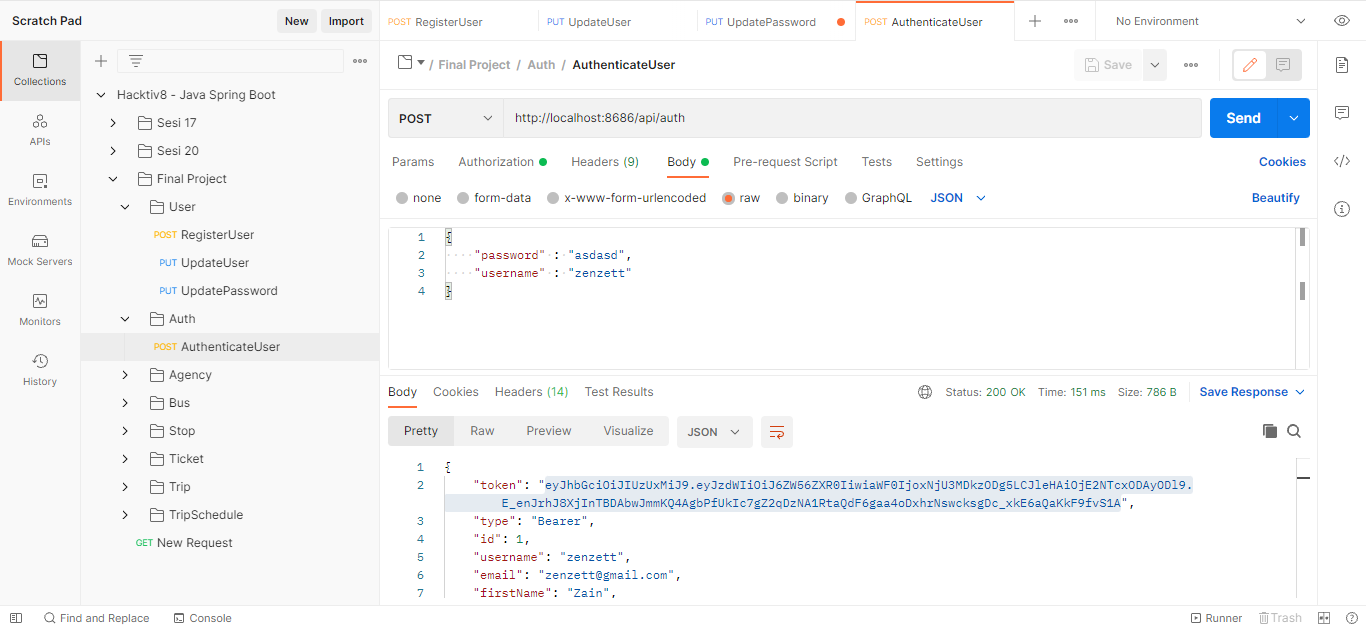 Scratch Pad
New
Import
POST RegisterUser
PUT UpdateUser
PUT UpdatePassword
POST AuthenticateUser
No Environment
Collections
APIs
Environments
Mock Servers
Monitors
History
Hacktiv8 - Java Spring Boot
Sesi 17
Sesi 20
Final Project
User
POST RegisterUser
PUT UpdateUser
PUT UpdatePassword
Auth
POST AuthenticateUser
Agency
Bus
Stop
Ticket
Trip
TripSchedule
GET New Request
/ Final Project / Auth / AuthenticateUser
Save
POST
http://localhost:8686/api/auth
Send
Params Authorization Headers (9) Body Pre-request Script Tests Settings
Cookies
none form-data x-www-form-urlencoded raw binary GraphQL JSON
Beautify
1 {
2 "password" : "asdasd",
3 "username" : "zenzett"
4 }
Body Cookies Headers (14) Test Results
Status: 200 OK Time: 151 ms Size: 786 B
Save Response
Pretty Raw Preview Visualize JSON
1 {
2 "token": "eyJhbGciOiJIUzUxMiJ9.eyJzdWIiOiJ6ZW56ZXR0IiwiaWF0IjoxNjU3MDkzODg5LCJleHAiOjE2NTcxODAyODl9.
E_enJrhJ8XjInTBDAbwJmmKQ4AgbPfUkIc7gZ2qDzNA1RtaQdF6gaa4oDxhrNswcksgDc_xkE6aQaKkF9fvS1A",
3 "type": "Bearer",
4 "id": 1,
5 "username": "zenzett",
6 "email": "zenzett@gmail.com",
7 "firstName": "Zain",
Find and Replace
Console
Runner
Trash